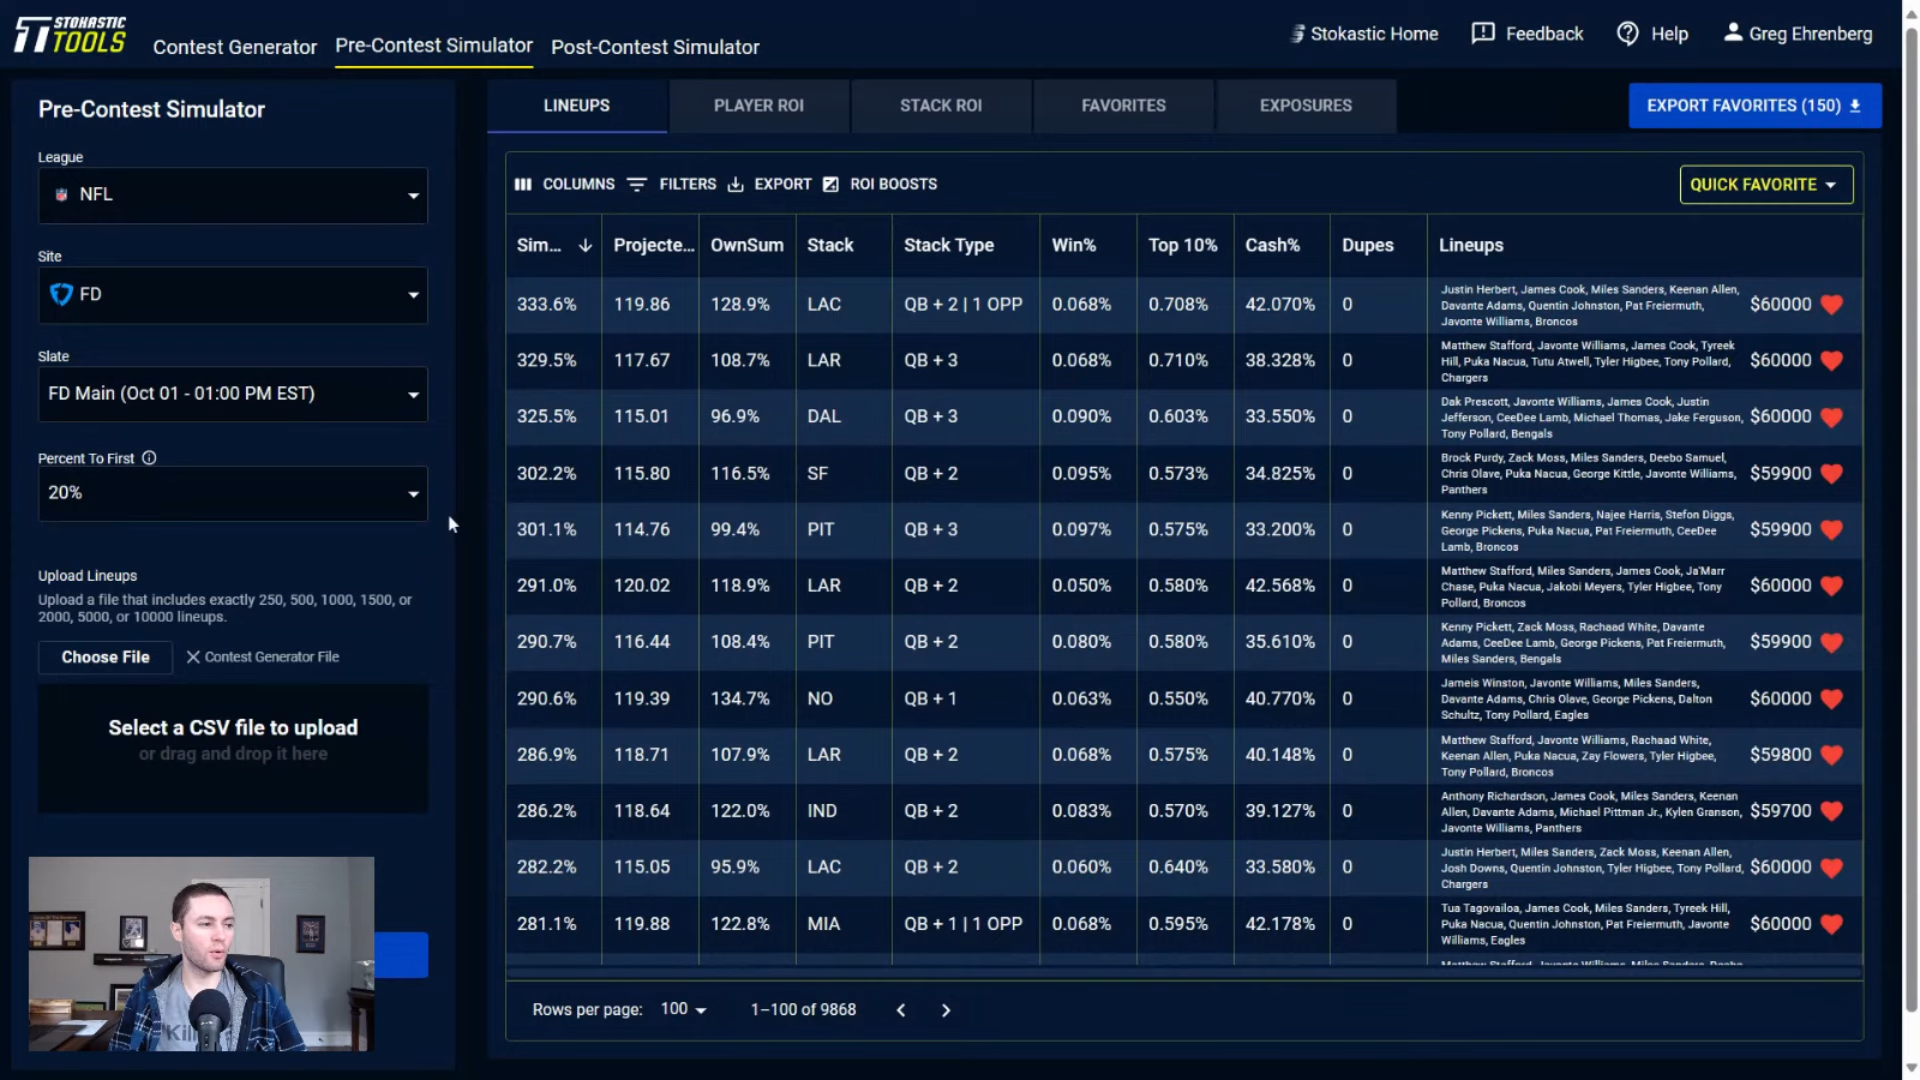 STOKASTIC
TOOLS
Contest Generator
Pre-Contest Simulator
Post-Contest Simulator
Stokastic Home
Feedback
Help
Greg Ehrenberg
Pre-Contest Simulator
League
NFL
Site
FD
Slate
FD Main (Oct 01 - 01:00 PM EST)
Percent To First
20%
Upload Lineups
Upload a file that includes exactly 250, 500, 1000, 1500, or
2000, 5000, or 10000 lineups.
Choose File
Contest Generator File
Select a CSV file to upload
or drag and drop it here
LINEUPS
PLAYER ROI
STACK ROI
FAVORITES
EXPOSURES
EXPORT FAVORITES (150)
COLUMNS
FILTERS
EXPORT
ROI BOOSTS
QUICK FAVORITE
Sim... Projecte... OwnSum Stack Stack Type Win% Top 10% Cash% Dupes Lineups
333.6% 119.86 128.9% LAC QB + 2 | 1 OPP 0.068% 0.708% 42.070% 0
Justin Herbert, James Cook, Miles Sanders, Keenan Allen,
Davante Adams, Quentin Johnston, Pat Freiermuth,
Javonte Williams, Broncos
$60000
329.5% 117.67 108.7% LAR QB + 3 0.068% 0.710% 38.328% 0
Matthew Stafford, Javonte Williams, James Cook, Tyreek
Hill, Puka Nacua, Tutu Atwell, Tyler Higbee, Tony Pollard,
Chargers
$60000
325.5% 115.01 96.9% DAL QB + 3 0.090% 0.603% 33.550% 0
Dak Prescott, Javonte Williams, James Cook, Justin
Jefferson, CeeDee Lamb, Michael Thomas, Jake Ferguson,
Tony Pollard, Bengals
$60000
302.2% 115.80 116.5% SF QB + 2 0.095% 0.573% 34.825% 0
Brock Purdy, Zack Moss, Miles Sanders, Deebo Samuel,
Chris Olave, Puka Nacua, George Kittle, Javonte Williams,
Panthers
$59900
301.1% 114.76 99.4% PIT QB + 3 0.097% 0.575% 33.200% 0
Kenny Pickett, Miles Sanders, Najee Harris, Stefon Diggs,
George Pickens, Puka Nacua, Pat Freiermuth, CeeDee
Lamb, Broncos
$59900
291.0% 120.02 118.9% LAR QB + 2 0.050% 0.580% 42.568% 0
Matthew Stafford, Miles Sanders, James Cook, Ja'Marr
Chase, Puka Nacua, Jakobi Meyers, Tyler Higbee, Tony
Pollard, Broncos
$60000
290.7% 116.44 108.4% PIT QB + 2 0.080% 0.580% 35.610% 0
Kenny Pickett, Zack Moss, Rachaad White, Davante
Adams, CeeDee Lamb, George Pickens, Pat Freiermuth,
Miles Sanders, Bengals
$59900
290.6% 119.39 134.7% NO QB + 1 0.063% 0.550% 40.770% 0
Jameis Winston, Javonte Williams, Miles Sanders,
Davante Adams, Chris Olave, George Pickens, Dalton
Schultz, Tony Pollard, Eagles
$60000
286.9% 118.71 107.9% LAR QB + 2 0.068% 0.575% 40.148% 0
Matthew Stafford, Javonte Williams, Rachaad White,
Keenan Allen, Puka Nacua, Zay Flowers, Tyler Higbee,
Tony Pollard, Broncos
$59800
286.2% 118.64 122.0% IND QB + 2 0.083% 0.570% 39.127% 0
Anthony Richardson, James Cook, Miles Sanders, Keenan
Allen, Davante Adams, Michael Pittman Jr., Kylen Granson,
Javonte Williams, Panthers
$59700
282.2% 115.05 95.9% LAC QB + 2 0.060% 0.640% 33.580% 0
Justin Herbert, Miles Sanders, Zack Moss, Keenan Allen,
Josh Downs, Quentin Johnston, Tyler Higbee, Tony Pollard,
Chargers
$60000
281.1% 119.88 122.8% MIA QB + 1 | 1 OPP 0.068% 0.595% 42.178% 0
Tua Tagovailoa, James Cook, Miles Sanders, Tyreek Hill,
Puka Nacua, Quentin Johnston, Pat Freiermuth, Javonte
Williams, Eagles
$60000
Rows per page: 100 1–100 of 9868